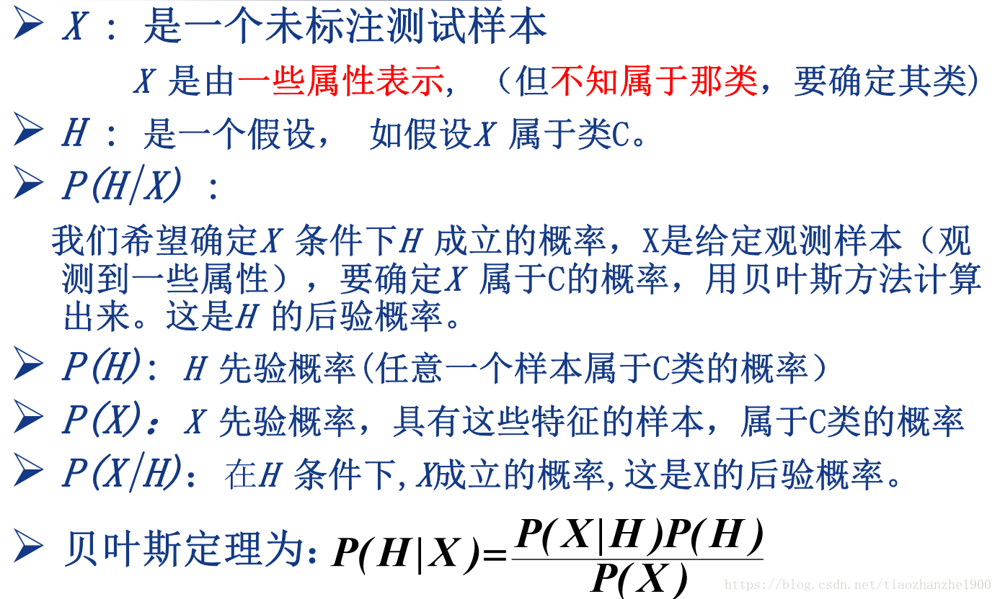 ➢ X : 是一个未标注测试样本
X 是由一些属性表示, （但不知属于那类，要确定其类)
➢ H : 是一个假设， 如假设X 属于类C。
➢ P(H|X) :
我们希望确定X 条件下H 成立的概率，X是给定观测样本（观
测到一些属性）,要确定X 属于C的概率，用贝叶斯方法计算
出来。这是H 的后验概率。
➢ P(H): H 先验概率(任意一个样本属于C类的概率）
➢ P(X): X 先验概率，具有这些特征的样本，属于C类的概率
➢ P(X|H): 在H 条件下,X成立的概率,这是X的后验概率。
➢ 贝叶斯定理为: P(H|X)=P(X|H)P(H)
P(X)
https://blog.csdn.net/tiaozhanzhe1900